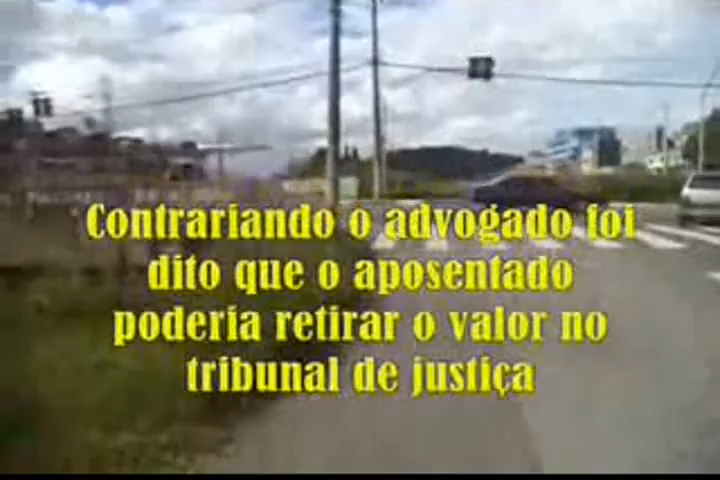 Contrariando o advogado foi
dito que o aposentado
poderia retirar o valor no
tribunal de justiça